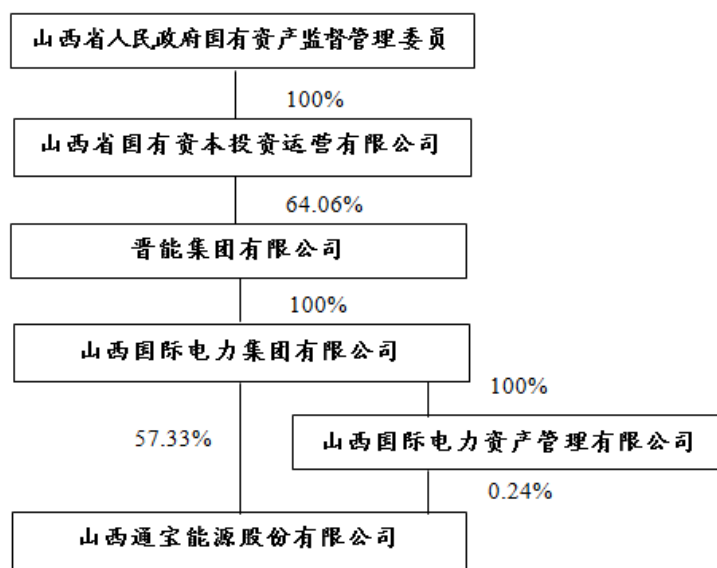 山西省人民政府国有资产监督管理委员
100%
山西省国有资本投资运营有限公司
64.06%
晋能集团有限公司
100%
山西国际电力集团有限公司
100%
57.33%
山西国际电力资产管理有限公司
0.24%
山西通宝能源股份有限公司